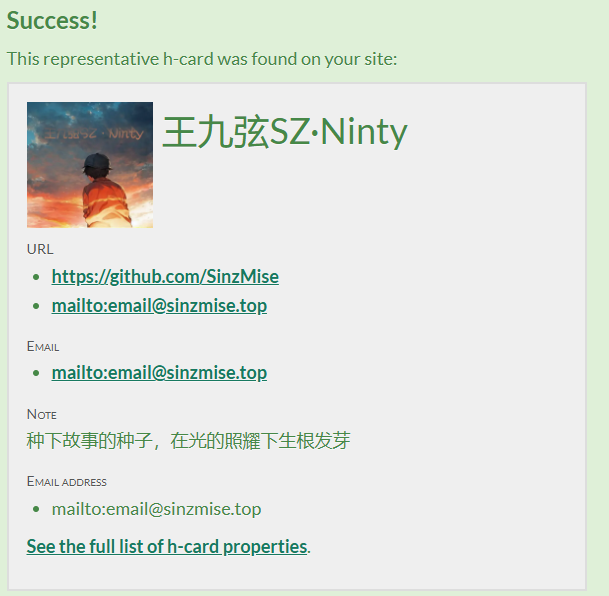 Success!
This representative h-card was found on your site:
王九弦SZ · Ninty
王九弦SZ·Ninty
URL
https://github.com/SinzMise
mailto:email@sinzmise.top
Email
mailto:email@sinzmise.top
Note
种下故事的种子，在光的照耀下生根发芽
Email address
mailto:email@sinzmise.top
See the full list of h-card properties.